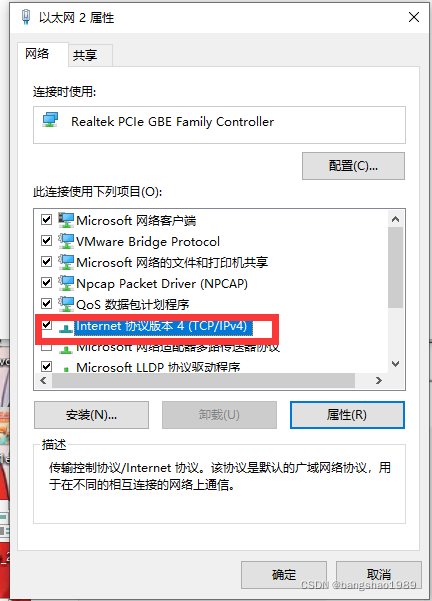 以太网 2 属性
网络
共享
连接时使用:
Realtek PCIe GBE Family Controller
配置(C)...
此连接使用下列项目(O):
Microsoft 网络客户端
VMware Bridge Protocol
Microsoft 网络的文件和打印机共享
Npcap Packet Driver (NPCAP)
QoS 数据包计划程序
Internet 协议版本 4 (TCP/IPv4)
Microsoft 网络适配器多路传送器协议
Microsoft LLDP 协议驱动程序
安装(N)...
卸载(U)
属性(R)
描述
传输控制协议/Internet 协议。该协议是默认的广域网络协议，用
于在不同的相互连接的网络上通信。
确定
取消
CSDN @bangshao1989